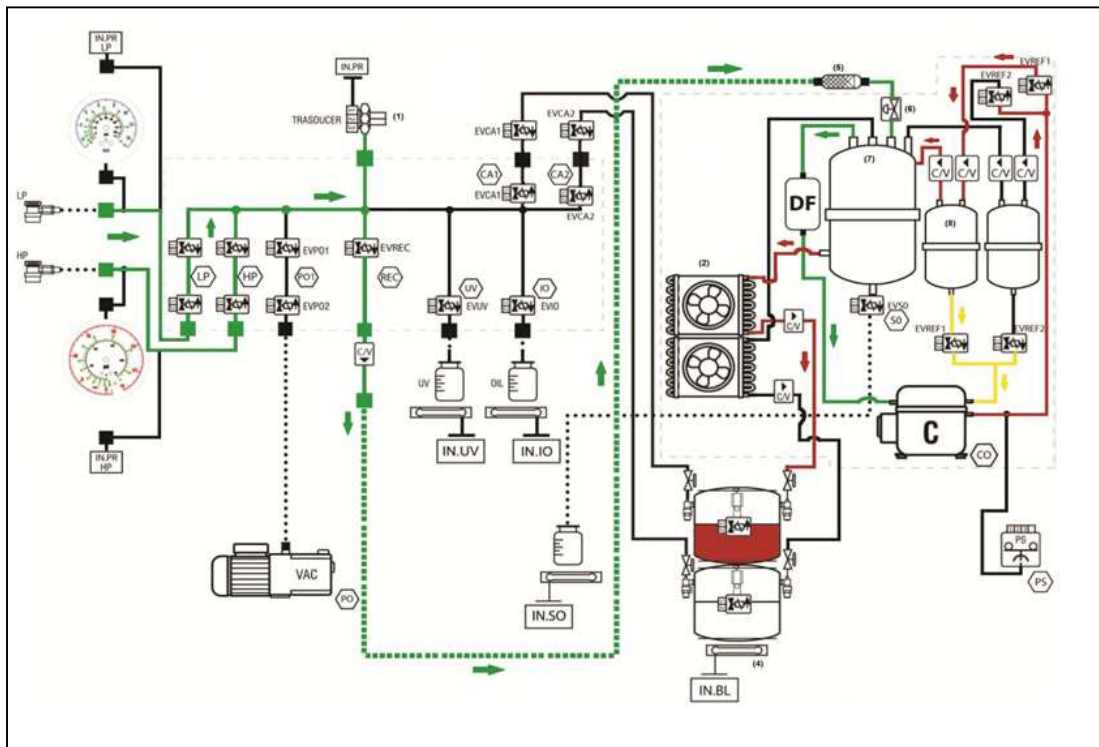 IN.PR
LP
IN.PR
TRASDUCER
(1)
LP
HP
EVCA1
EVCA2
CA1
CA2
EVCA1
EVCA2
EVPO1
EVREC
LP
HP
PO1
REC
EVPO2
UV
EVUV
IO
EVIO
C/V
UV
OIL
IN.UV
IN.IO
IN.PR
HP
VAC
PO
IN.SO
(5)
(6)
EVREF2
EVREF1
(7)
C/V
C/V
C/V
C/V
DF
(8)
(2)
C/V
EVSO
SO
EVREF1
EVREF2
C/V
C
CO
PS
PS
(4)
IN.BL